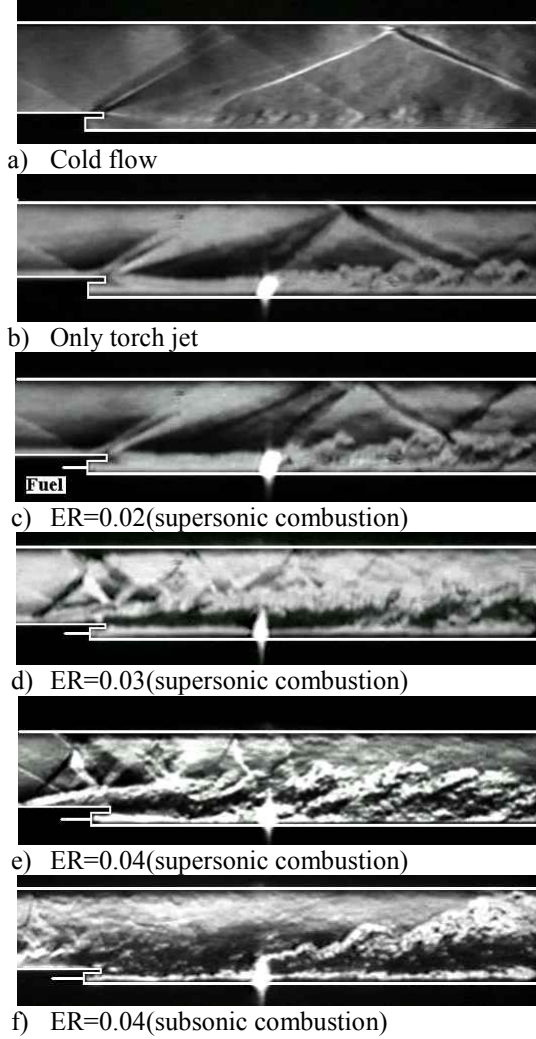 a) Cold flow
b) Only torch jet
Fuel
c) ER=0.02(supersonic combustion)
d) ER=0.03(supersonic combustion)
e) ER=0.04(supersonic combustion)
f) ER=0.04(subsonic combustion)